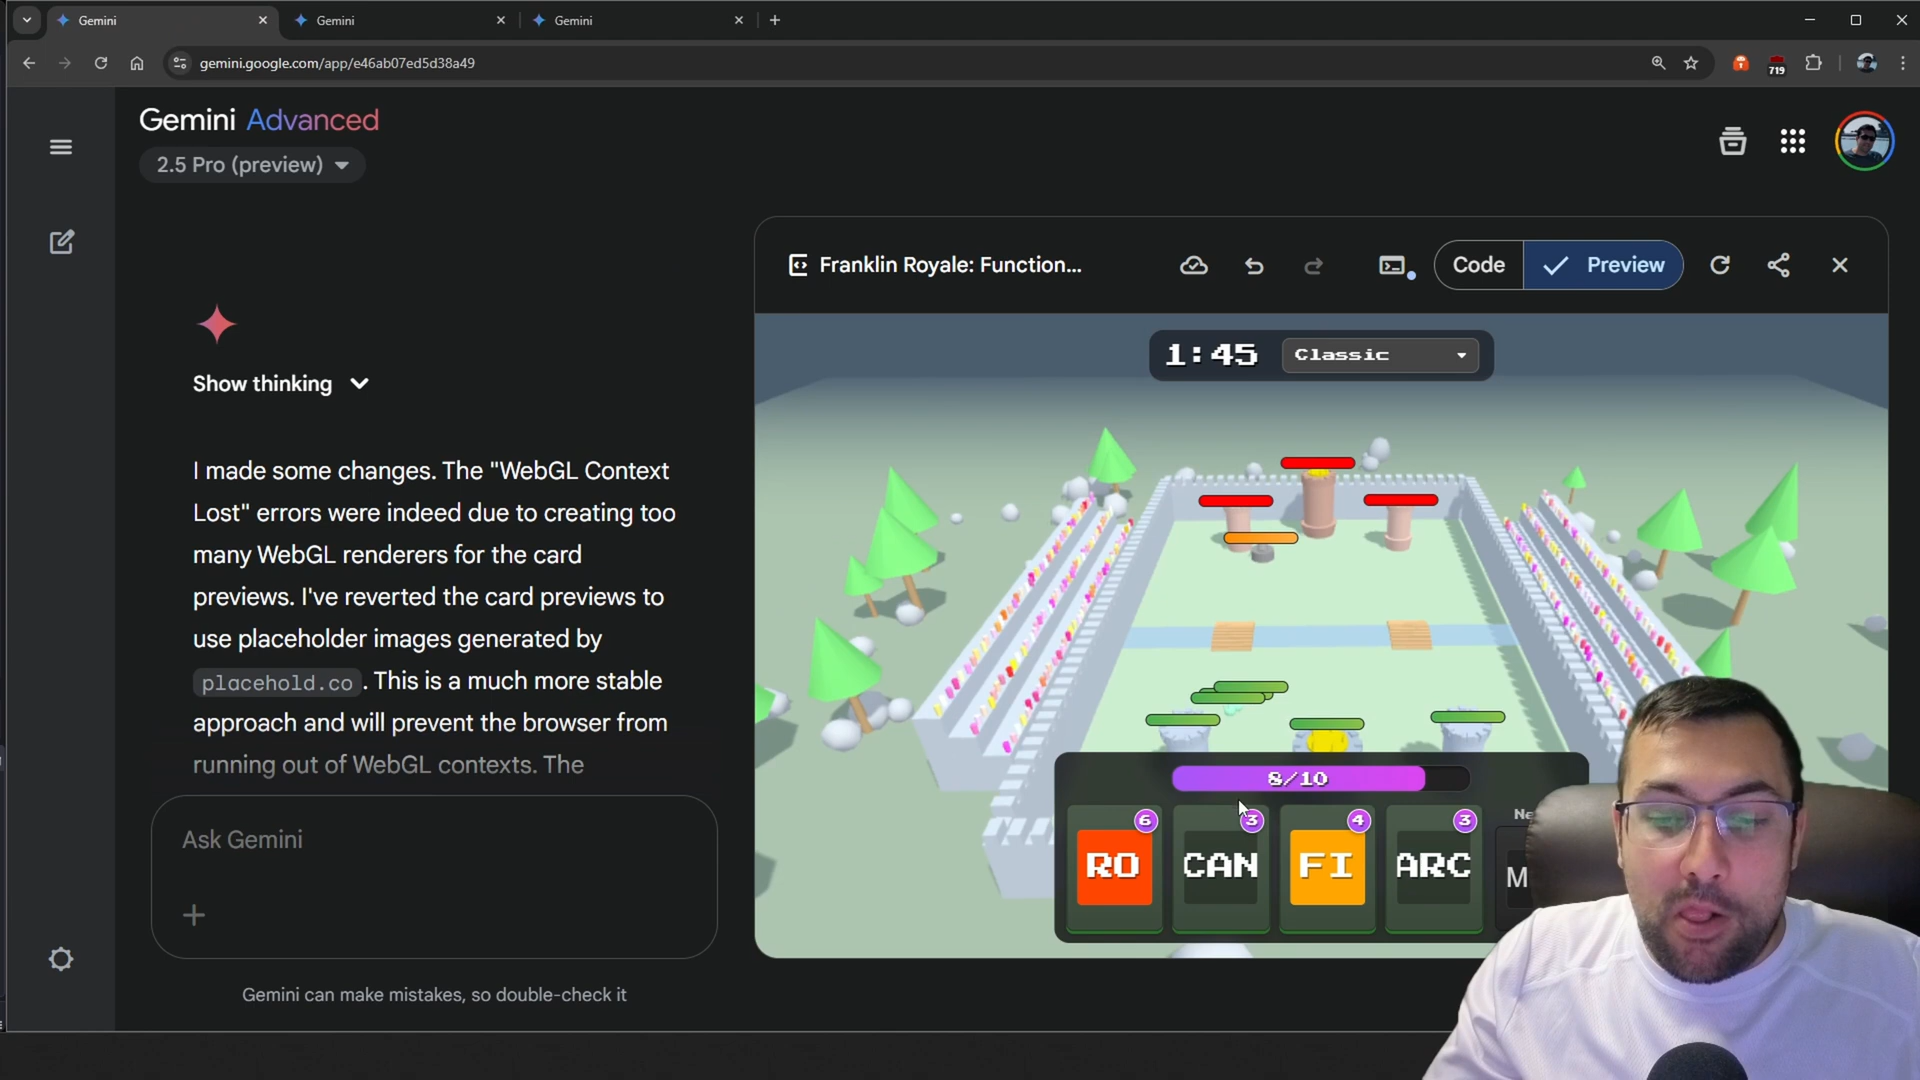 Gemini
Gemini
Gemini
gemini.google.com/app/e46ab07ed5d38a49
719
Gemini Advanced
2.5 Pro (preview)
Franklin Royale: Function...
Code
Preview
Show thinking
I made some changes. The "WebGL Context
Lost" errors were indeed due to creating too
many WebGL renderers for the card
previews. I've reverted the card previews to
use placeholder images generated by
placehold.co . This is a much more stable
approach and will prevent the browser from
running out of WebGL contexts. The
Ask Gemini
Gemini can make mistakes, so double-check it
1:45
Classic
8/10
6
3
4
3
RO
CAN
FI
ARC
Ne
M